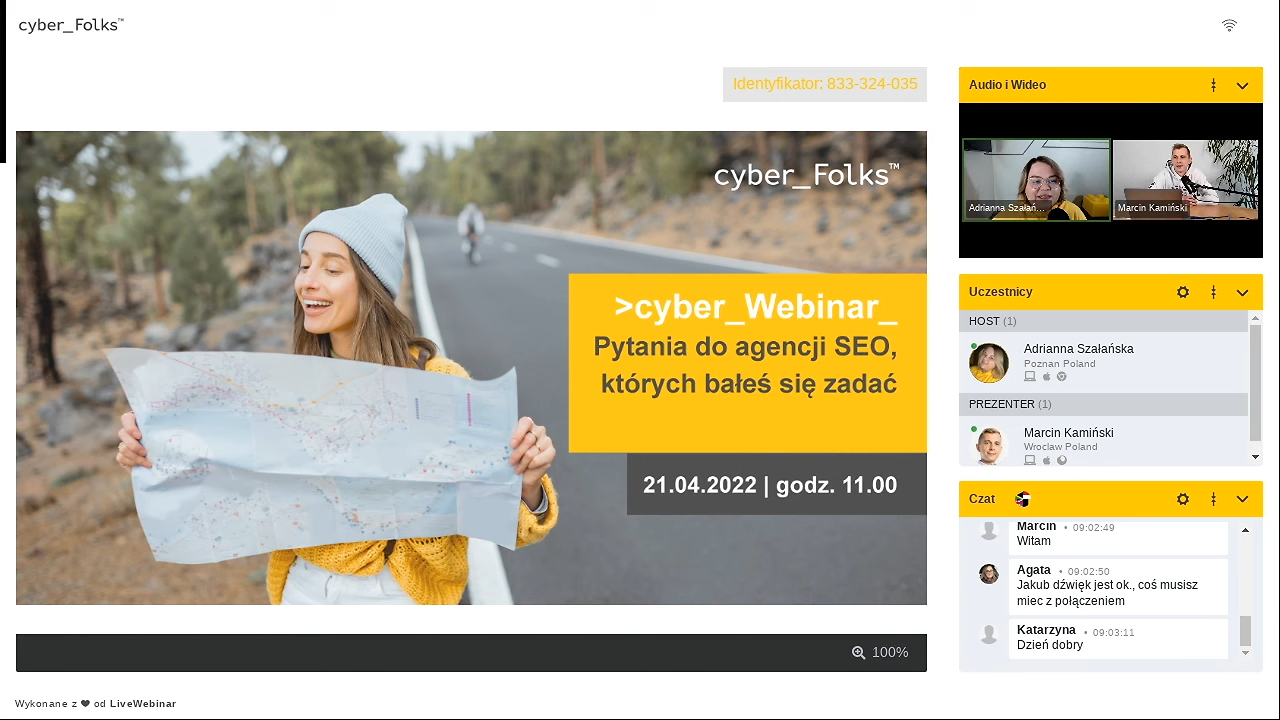 cyber_Folks™
Identyfikator: 833-324-035
cyber_Folks™
>cyber_Webinar_
Pytania do agencji SEO,
których bałeś się zadać
21.04.2022 | godz. 11.00
100%
Wykonane z od LiveWebinar
Audio i Wideo
Adrianna Szalań...
Marcin Kamiński
Uczestnicy
HOST (1)
Adrianna Szałańska
Poznan Poland
PREZENTER (1)
Marcin Kamiński
Wroclaw Poland
Czat
Marcin • 09:02:49
Witam
Agata • 09:02:50
Jakub dźwięk jest ok., coś musisz
miec z połączeniem
Katarzyna • 09:03:11
Dzień dobry